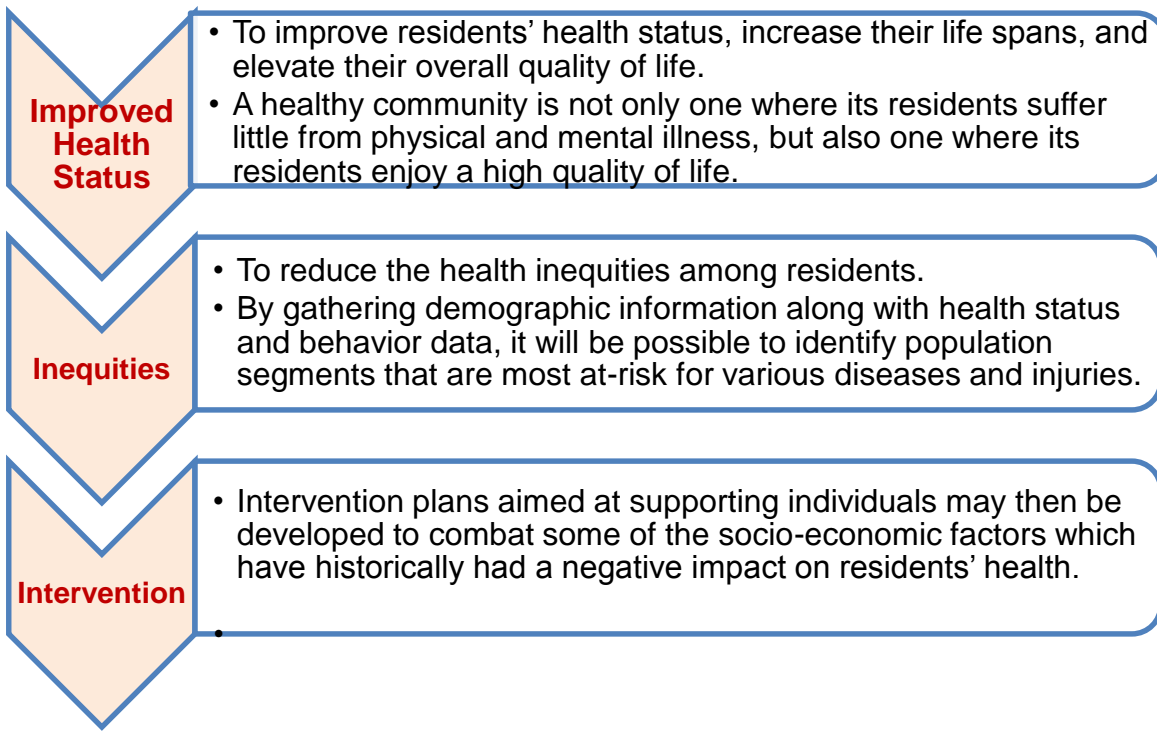 Improved
Health
Status
• To improve residents’ health status, increase their life spans, and
elevate their overall quality of life.
• A healthy community is not only one where its residents suffer
little from physical and mental illness, but also one where its
residents enjoy a high quality of life.
Inequities
• To reduce the health inequities among residents.
• By gathering demographic information along with health status
and behavior data, it will be possible to identify population
segments that are most at-risk for various diseases and injuries.
Intervention
• Intervention plans aimed at supporting individuals may then be
developed to combat some of the socio-economic factors which
have historically had a negative impact on residents’ health.
•